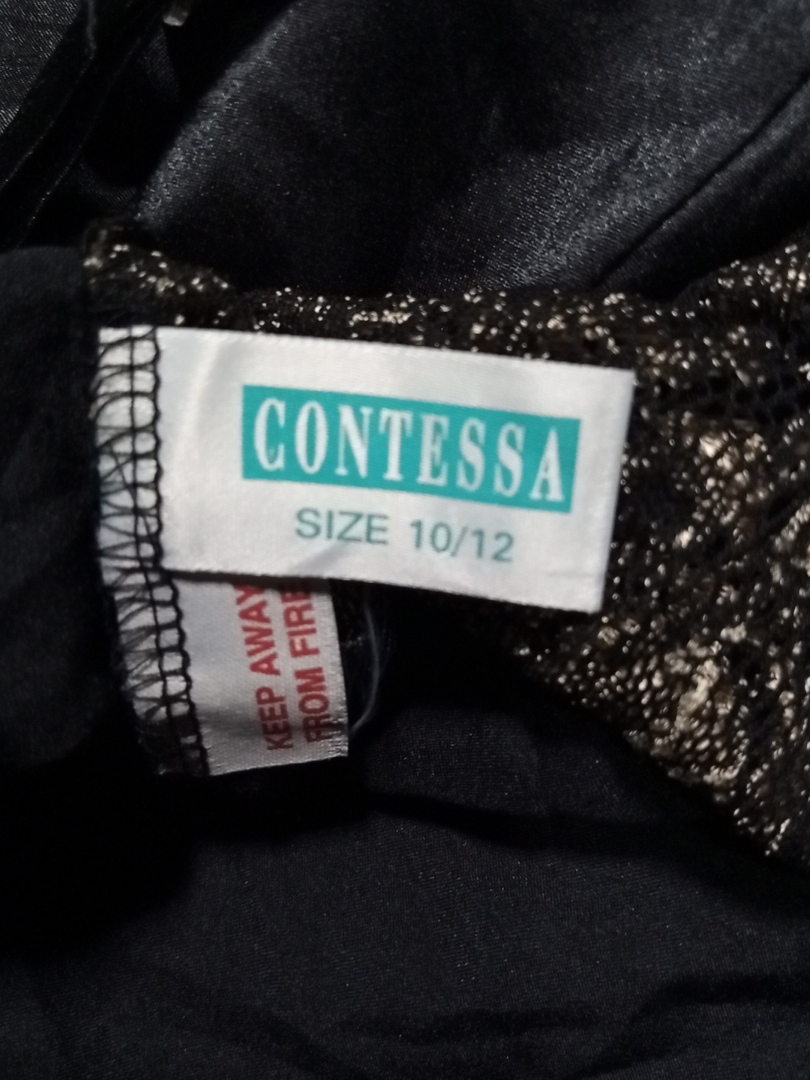 CONTESSA
SIZE 10/12
KEEP AWAY
FROM FIRE